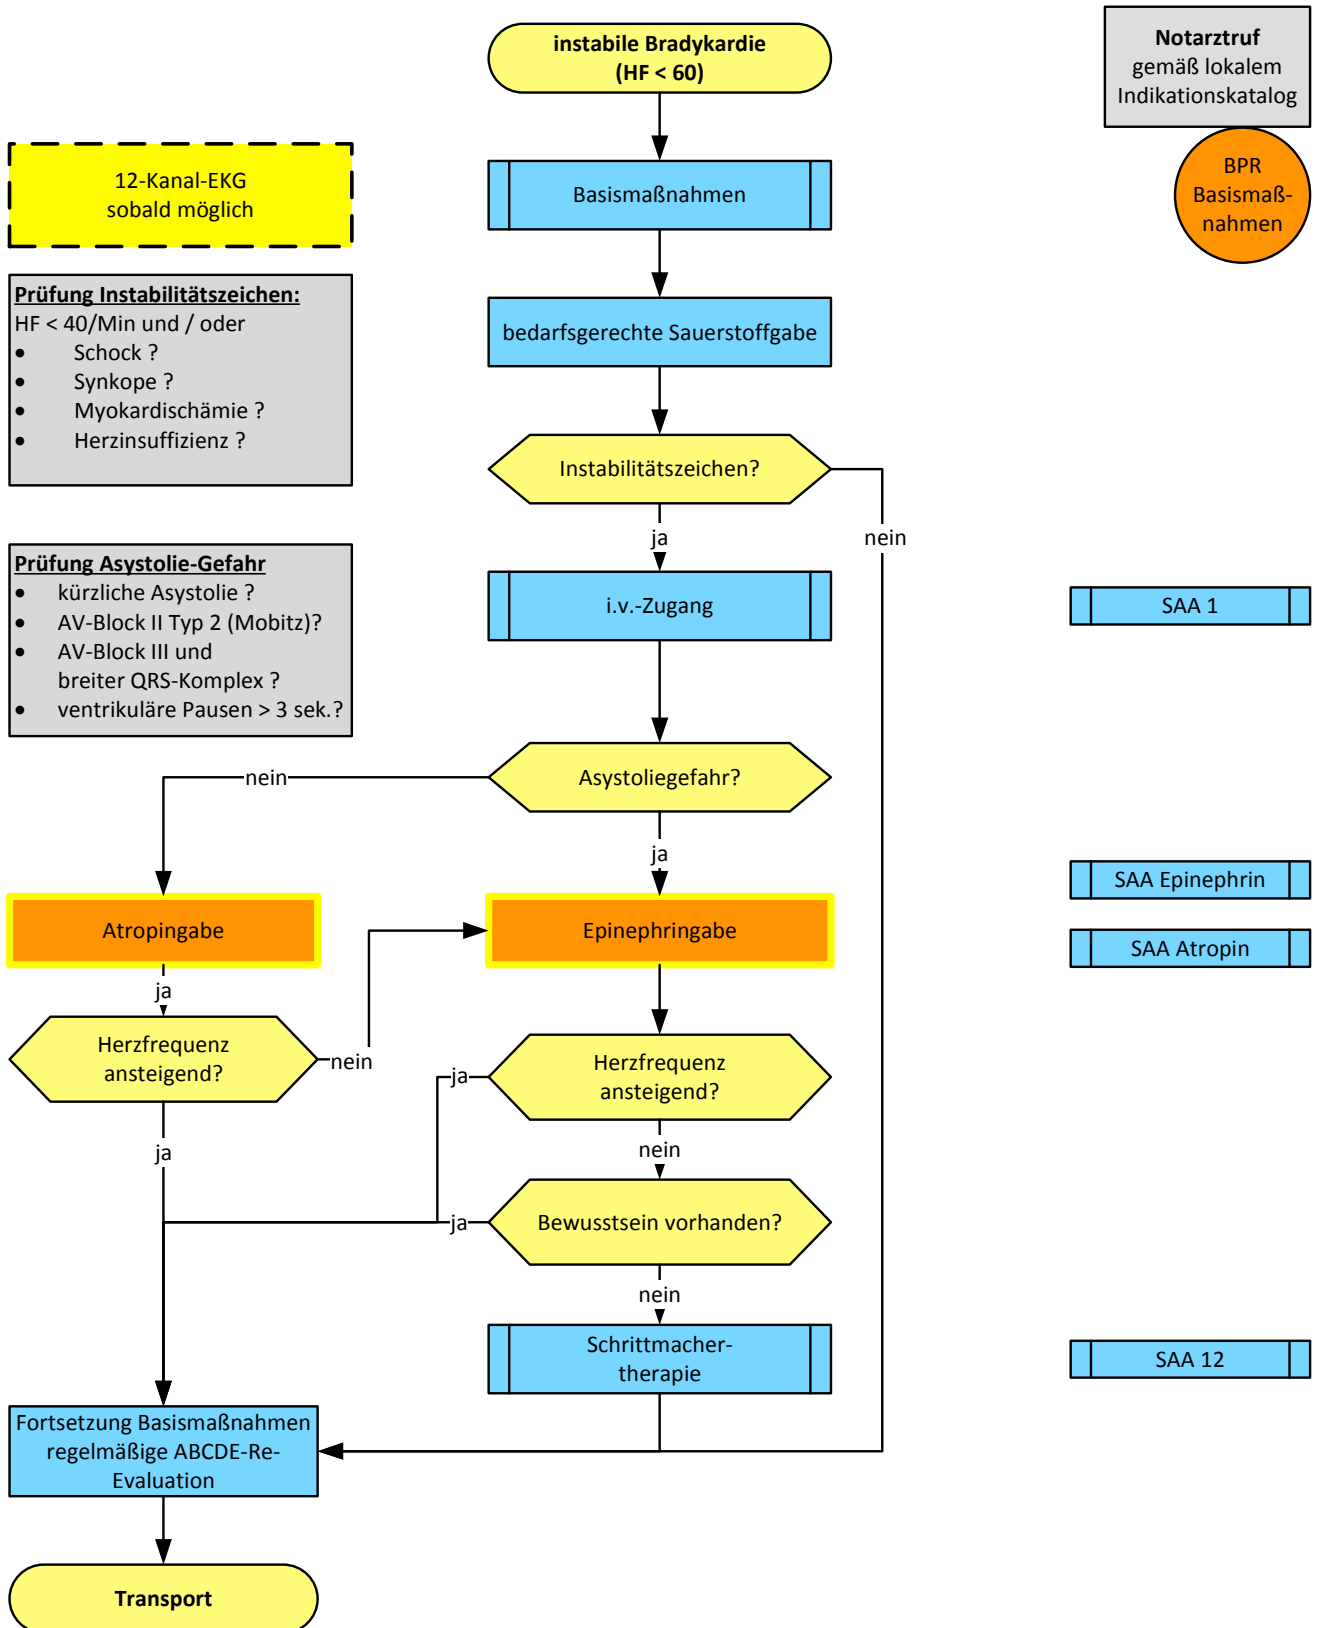 instabile Bradykardie
(HF < 60)
Notarztruf
gemäß lokalem
Indikationskatalog
BPR
Basismaß-
nahmen
12-Kanal-EKG
sobald möglich
Basismaßnahmen
Prüfung Instabilitätszeichen:
HF < 40/Min und / oder
• Schock ?
• Synkope ?
• Myokardischämie ?
• Herzinsuffizienz ?
bedarfsgerechte Sauerstoffgabe
Instabilitätszeichen?
ja
nein
Prüfung Asystolie-Gefahr
• kürzliche Asystolie ?
• AV-Block II Typ 2 (Mobitz)?
• AV-Block III und
breiter QRS-Komplex ?
• ventrikuläre Pausen > 3 sek.?
i.v.-Zugang
SAA 1
Asystoliegefahr?
nein
ja
SAA Epinephrin
Atropingabe
Epinephringabe
SAA Atropin
ja
Herzfrequenz
ansteigend?
nein
Herzfrequenz
ansteigend?
ja
nein
ja
Bewusstsein vorhanden?
ja
nein
Schrittmacher-
therapie
SAA 12
Fortsetzung Basismaßnahmen
regelmäßige ABCDE-Re-
Evaluation
Transport